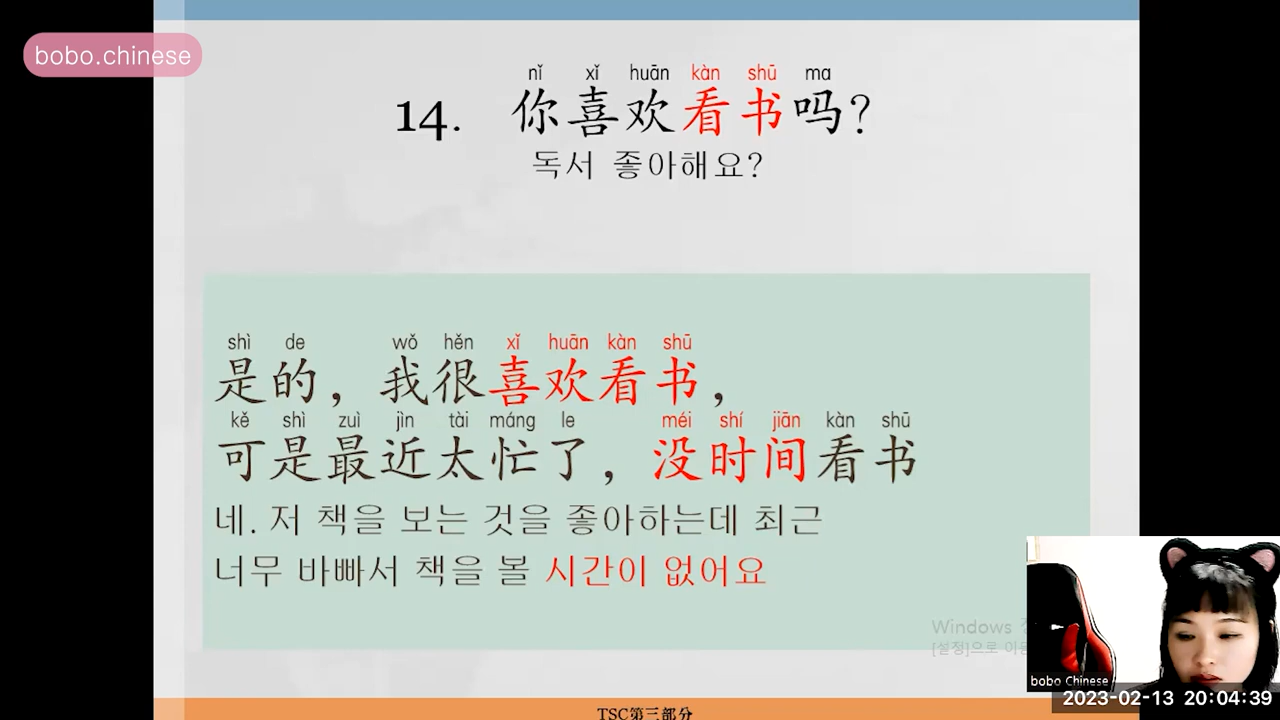 bobo.chinese
nǐ xǐ huān kàn shū ma
14. 你喜欢看书吗?
독서 좋아해요?
shì de wǒ hěn xǐ huān kàn shū
是的，我很喜欢看书，
kě shì zuì jìn tài máng le méi shí jiān kàn shū
可是最近太忙了，没时间看书
네. 저 책을 보는 것을 좋아하는데 최근
너무 바빠서 책을 볼 시간이 없어요
Windows
[설정]으로
bobo Chinese
2023-02-13 20:04:39
TSC第三部分